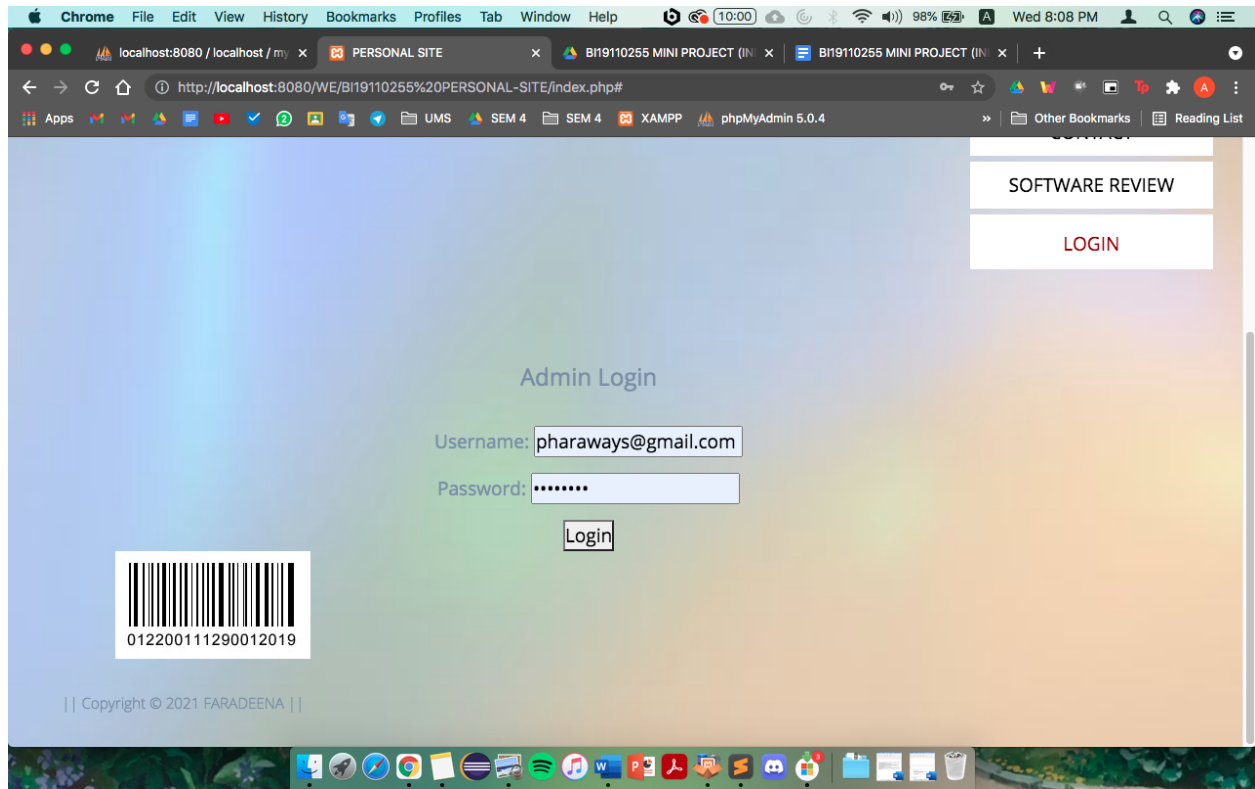 Chrome File Edit View History Bookmarks Profiles Tab Window Help 10:00 98% A Wed 8:08 PM
localhost:8080 / localhost / my PERSONAL SITE BI19110255 MINI PROJECT (IN BI19110255 MINI PROJECT (IN
http://localhost:8080/WE/BI19110255%20PERSONAL-SITE/index.php# A
Apps UMS SEM 4 SEM 4 XAMPP phpMyAdmin 5.0.4 » Other Bookmarks Reading List
CONTACT
SOFTWARE REVIEW
LOGIN
Admin Login
Username: pharaways@gmail.com
Password: ••••••••
Login
012200111290012019
|| Copyright © 2021 FARADEENA ||